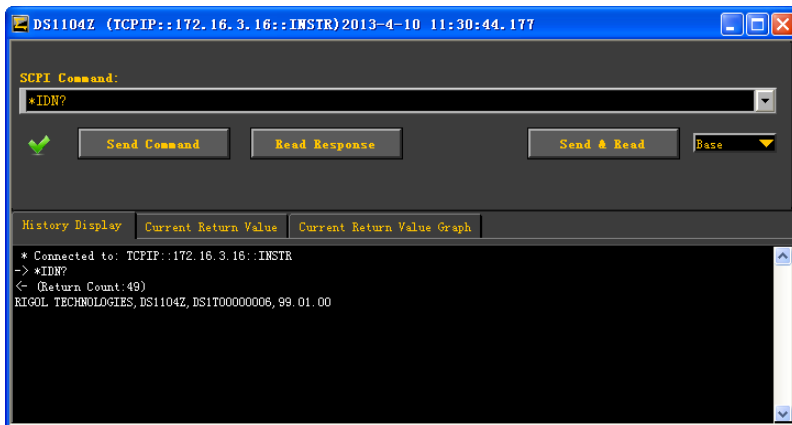 DS1104Z (TCPIP::172.16.3.16::INSTR)2013-4-10 11:30:44.177
SCPI Command:
*IDN?
Send Command Read Response Send & Read Base
History Display Current Return Value Current Return Value Graph
* Connected to: TCPIP::172.16.3.16::INSTR
-> *IDN?
<- (Return Count:49)
RIGOL TECHNOLOGIES,DS1104Z,DS1T00000006,99.01.00